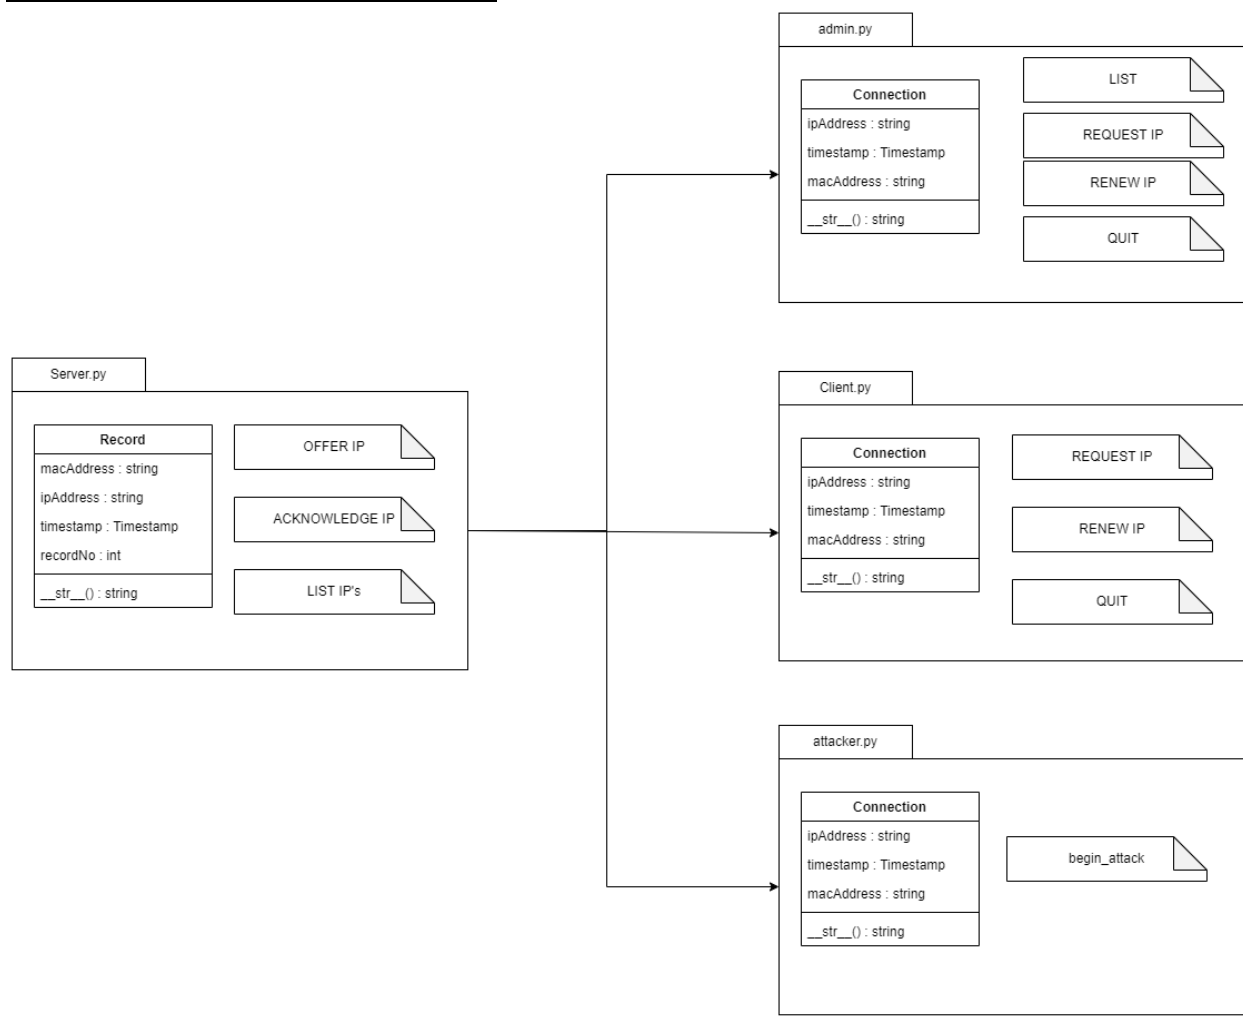 admin.py
Connection
ipAddress : string
timestamp : Timestamp
macAddress : string
__str__() : string
LIST
REQUEST IP
RENEW IP
QUIT
Server.py
Record
macAddress : string
ipAddress : string
timestamp : Timestamp
recordNo : int
__str__() : string
OFFER IP
ACKNOWLEDGE IP
LIST IP's
Client.py
Connection
ipAddress : string
timestamp : Timestamp
macAddress : string
__str__() : string
REQUEST IP
RENEW IP
QUIT
attacker.py
Connection
ipAddress : string
timestamp : Timestamp
macAddress : string
__str__() : string
begin_attack